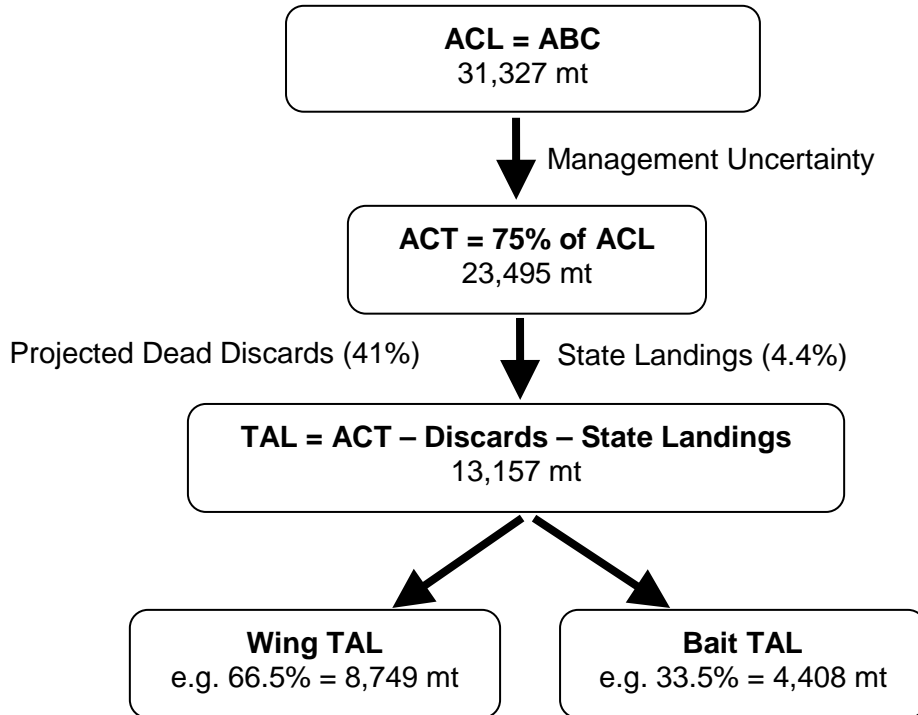 ACL = ABC
31,327 mt
Management Uncertainty
ACT = 75% of ACL
23,495 mt
Projected Dead Discards (41%)
State Landings (4.4%)
TAL = ACT – Discards – State Landings
13,157 mt
Wing TAL
e.g. 66.5% = 8,749 mt
Bait TAL
e.g. 33.5% = 4,408 mt